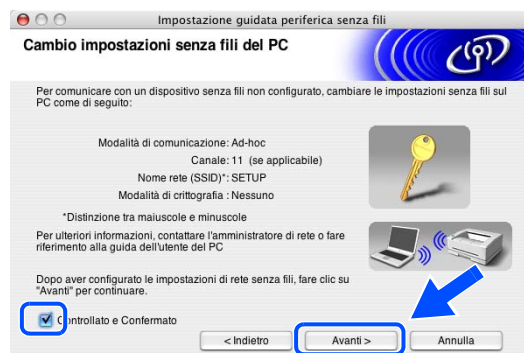 Impostazione guidata periferica senza fili
Cambio impostazioni senza fili del PC
Per comunicare con un dispositivo senza fili non configurato, cambiare le impostazioni senza fili sul
PC come di seguito:
Modalità di comunicazione: Ad-hoc
Canale: 11 (se applicabile)
Nome rete (SSID)*: SETUP
Modalità di crittografia : Nessuno
*Distinzione tra maiuscole e minuscole
Per ulteriori informazioni, contattare l'amministratore di rete o fare
riferimento alla guida dell'utente del PC
Dopo aver configurato le impostazioni di rete senza fili, fare clic su
"Avanti" per continuare.
Controllato e Confermato
< Indietro
Avanti >
Annulla